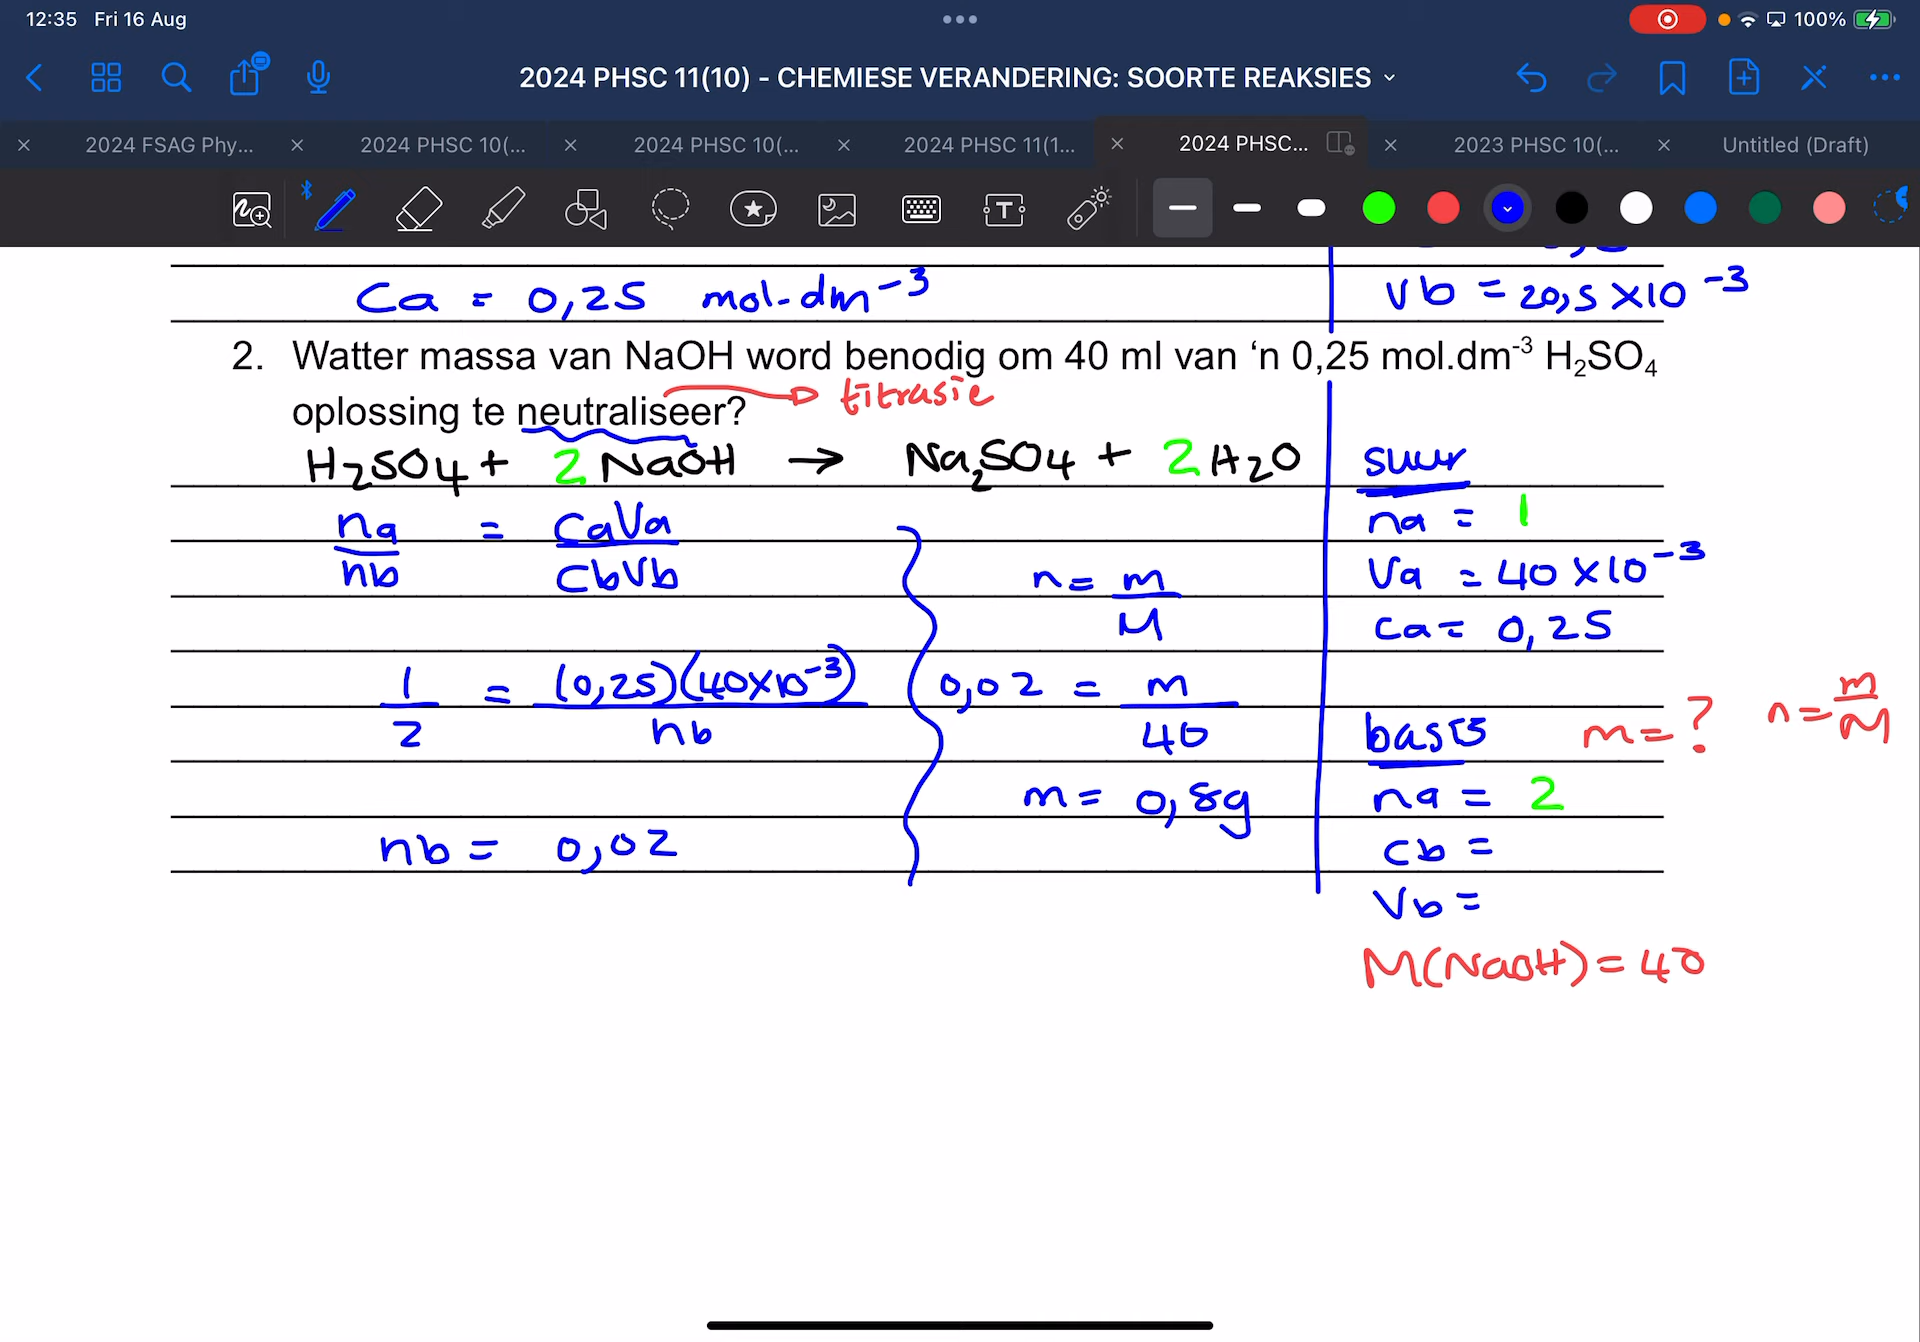 12:35 Fri 16 Aug
100%
2024 PHSC 11(10) - CHEMIESE VERANDERING: SOORTE REAKSIES
2024 FSAG Phy...
2024 PHSC 10(...
2024 PHSC 10(...
2024 PHSC 11(1...
2024 PHSC...
2023 PHSC 10(...
Untitled (Draft)
Ca = 0,25 mol.dm⁻³
Vb = 20,5 ×10⁻³
2. Watter massa van NaOH word benodig om 40 ml van ‘n 0,25 mol.dm⁻³ H₂SO₄
oplossing te neutraliseer? → titrasie
H₂SO₄ + 2 NaOH → Na₂SO₄ + 2 H₂O
na/nb = CaVa/CbVb
1/2 = (0,25)(40×10⁻³)/nb
nb = 0,02
n = m/M
0,02 = m/40
m = 0,8g
suur
na = 1
Va = 40 ×10⁻³
Ca = 0,25
basis m = ? n = m/M
na = 2
Cb =
Vb =
M(NaOH) = 40